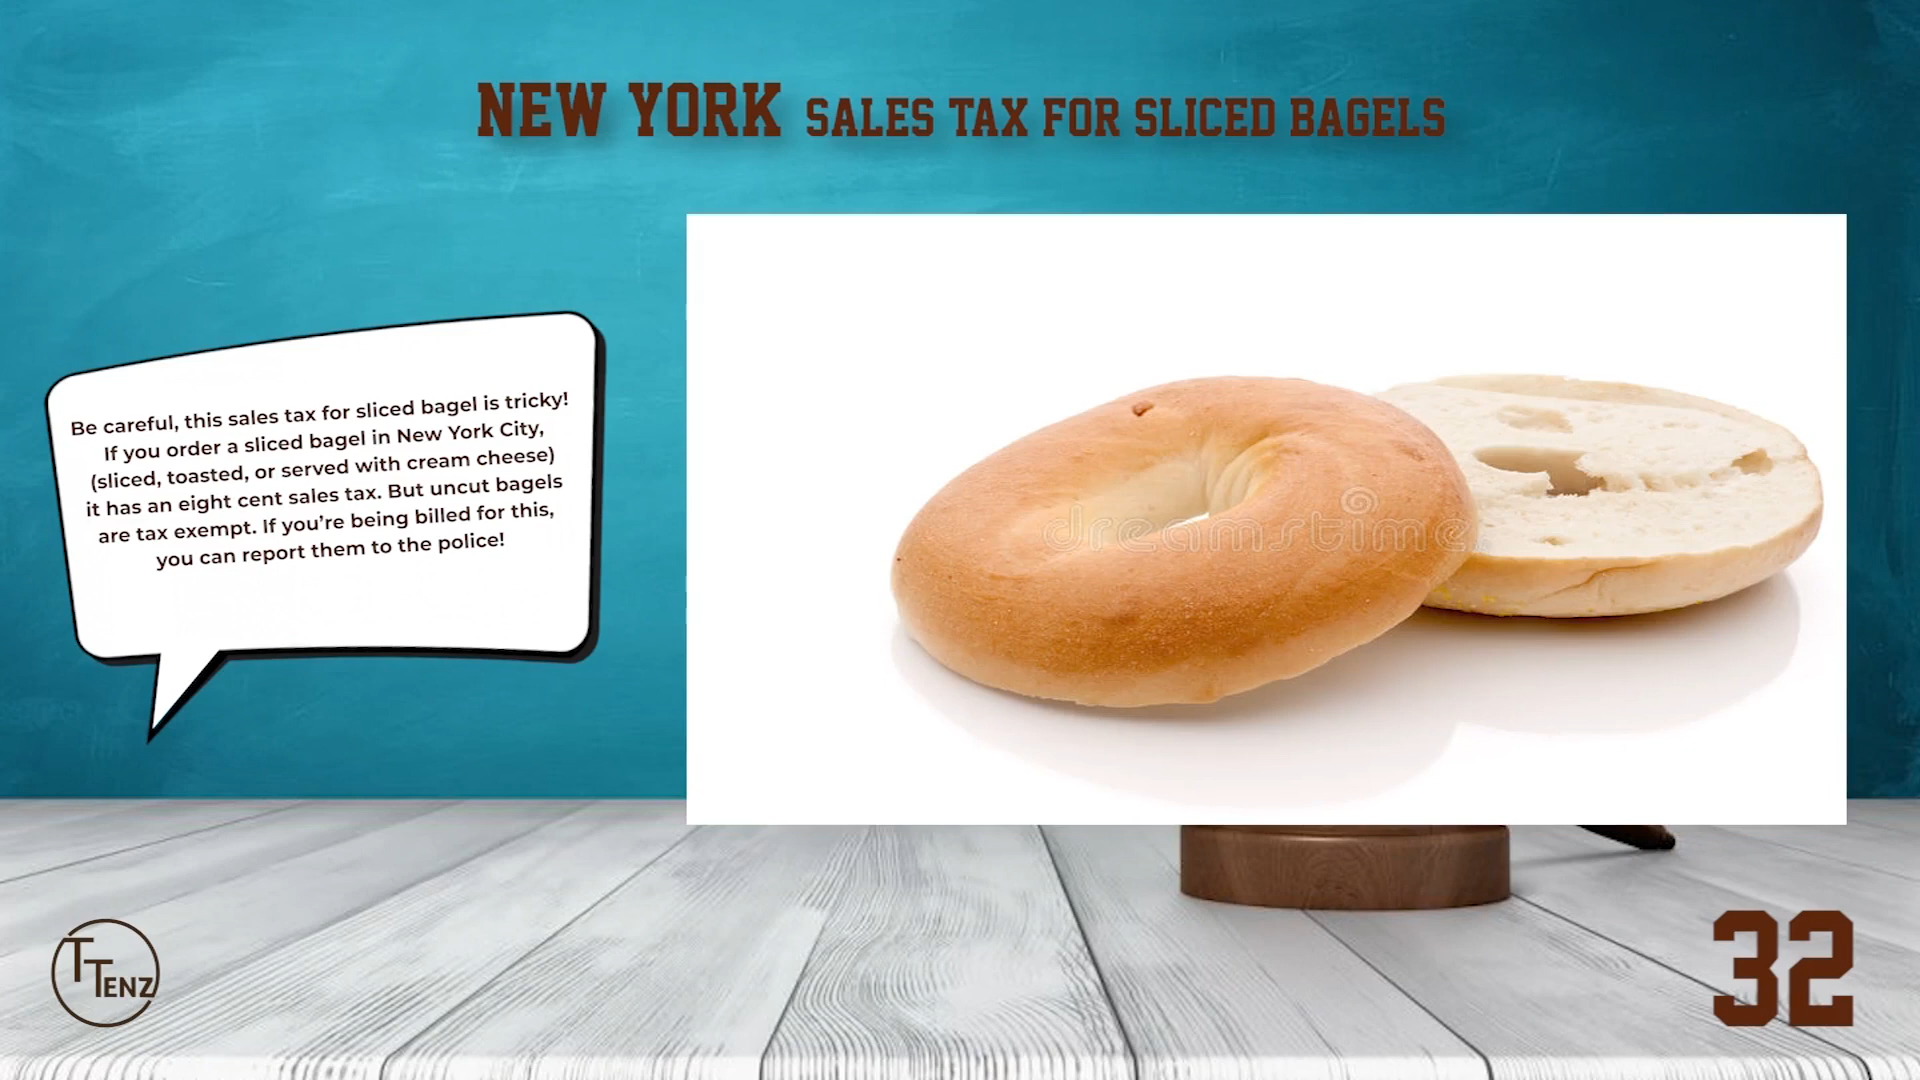 NEW YORK SALES TAX FOR SLICED BAGELS
Be careful, this sales tax for sliced bagel is tricky!
If you order a sliced bagel in New York City,
(sliced, toasted, or served with cream cheese)
it has an eight cent sales tax. But uncut bagels
are tax exempt. If you’re being billed for this,
you can report them to the police!
dreamstime
TTENZ
32